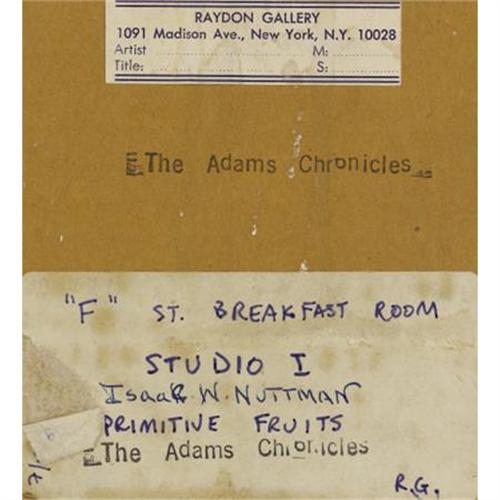 RAYDON GALLERY
1091 Madison Ave., New York, N.Y. 10028
Artist M:
Title: S:
The Adams Chronicles
"F" ST. BREAKFAST ROOM
STUDIO I
Isaac W. NUTTMAN
PRIMITIVE FRUITS
The Adams Chronicles
R.G.